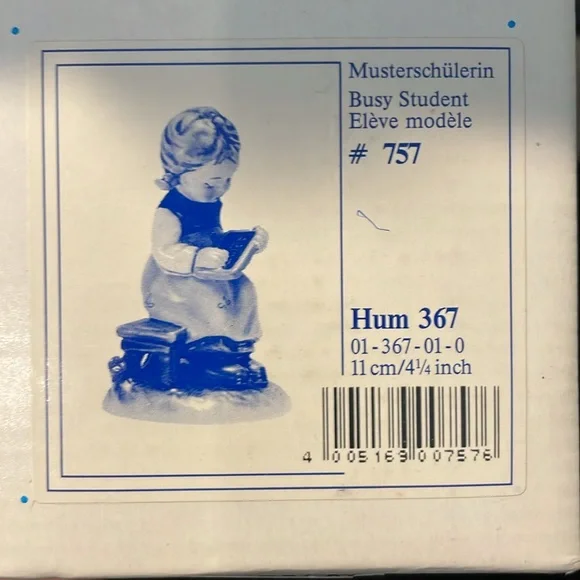 Musterschülerin
Busy Student
Elève modèle
# 757
Hum 367
01-367-01-0
11 cm/4¼ inch
4 005169 007576